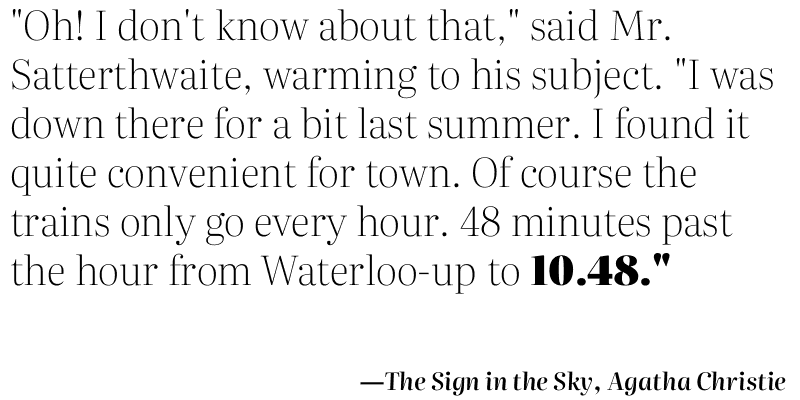 "Oh! I don't know about that," said Mr.
Satterthwaite, warming to his subject. "I was
down there for a bit last summer. I found it
quite convenient for town. Of course the
trains only go every hour. 48 minutes past
the hour from Waterloo-up to 10.48."
—The Sign in the Sky, Agatha Christie